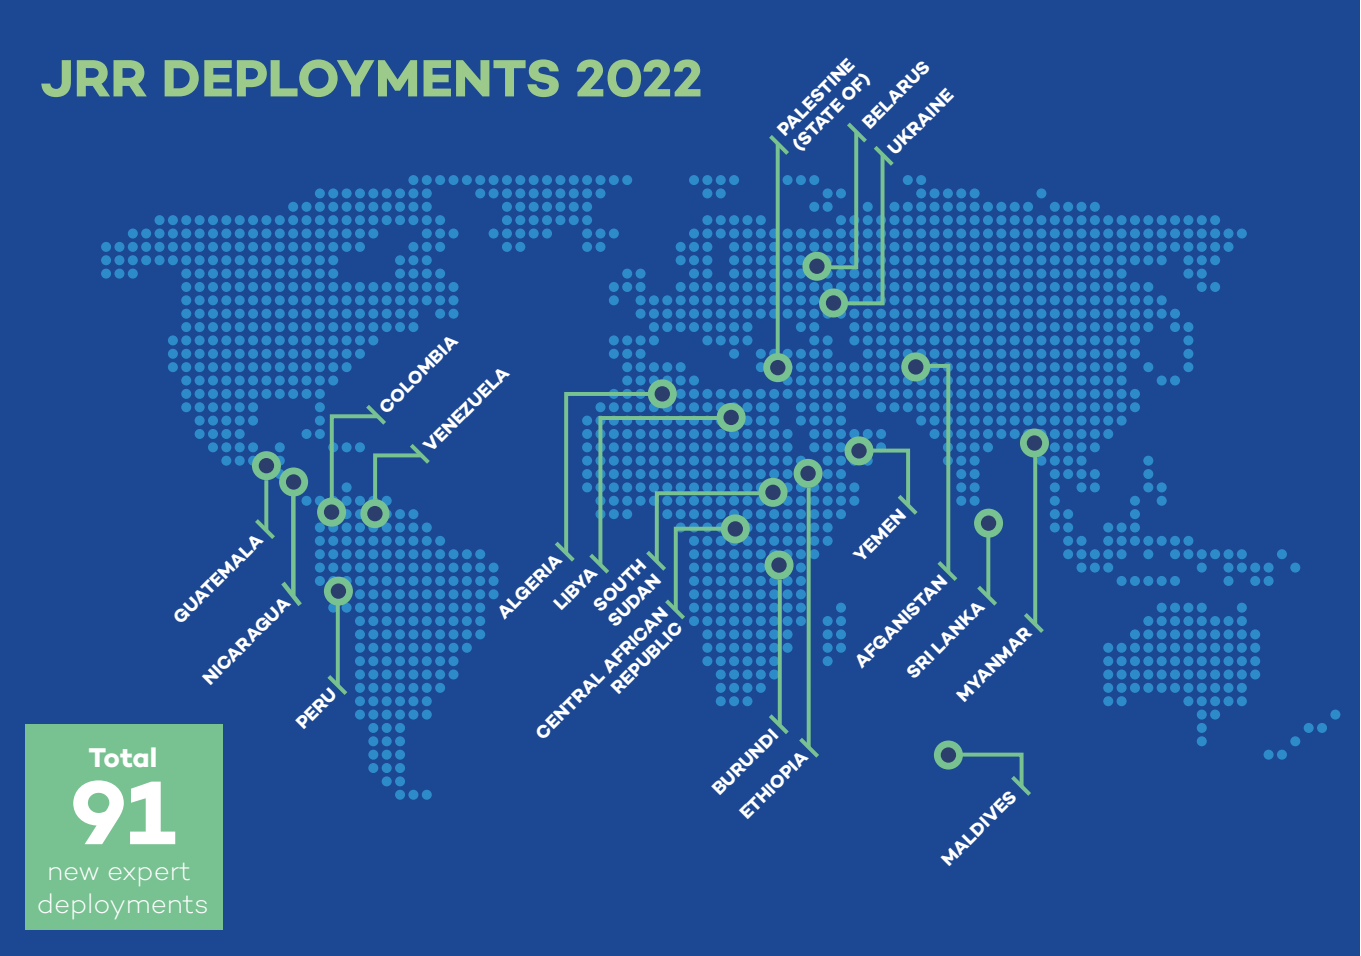 JRR DEPLOYMENTS 2022
PALESTINE
(STATE OF)
BELARUS
UKRAINE
COLOMBIA
VENEZUELA
GUATEMALA
NICARAGUA
PERU
ALGERIA
LIBYA
SOUTH
SUDAN
CENTRAL AFRICAN
REPUBLIC
BURUNDI
ETHIOPIA
YEMEN
AFGANISTAN
SRI LANKA
MYANMAR
MALDIVES
Total
91
new expert
deployments